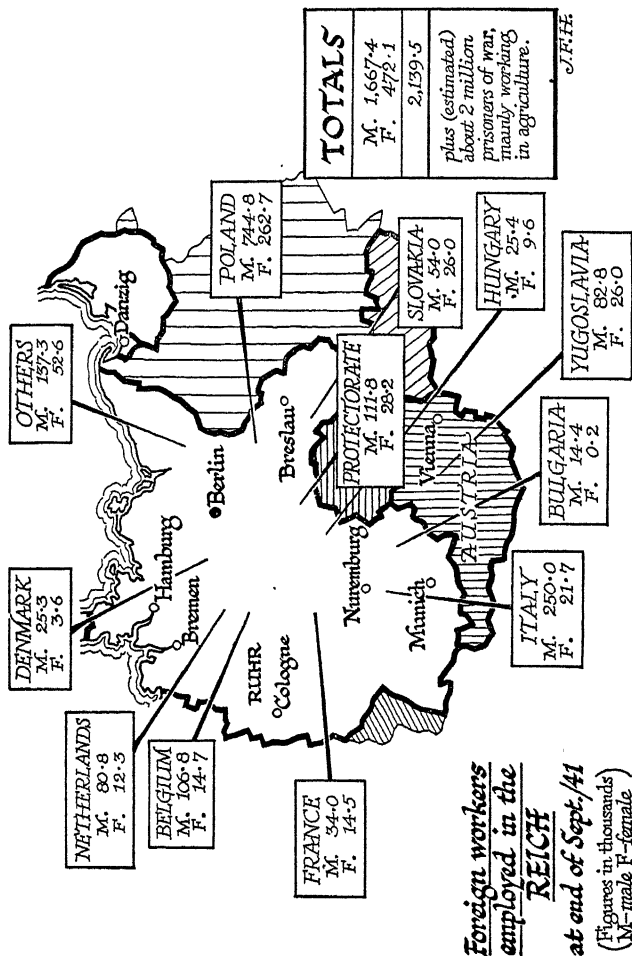 NETHERLANDS
M. 80·8
F. 12·3
DENMARK
M. 25·3
F. 3·6
OTHERS
M. 137·3
F. 52·6
BELGIUM
M. 106·8
F. 14·7
Hamburg
Bremen
Danzig
Berlin
POLAND
M. 744·8
F. 262·7
RUHR
Cologne
Breslau
FRANCE
M. 34·0
F. 14·5
PROTECTORATE
M. 111·8
F. 28·2
SLOVAKIA
M. 54·0
F. 26·0
Nuremburg
Munich
Vienna
AUSTRIA
HUNGARY
M. 25·4
F. 9·6
ITALY
M. 250·0
F. 21·7
BULGARIA
M. 14·4
F. 0·2
YUGOSLAVIA
M. 82·8
F. 26·0
TOTALS
M. 1,667·4
F. 472·1
2,139·5
plus (estimated)
about 2 million
prisoners of war,
mainly working
in agriculture.
J.F.H.
Foreign workers
employed in the
REICH
at end of Sept./41
(Figures in thousands
M-male F-female